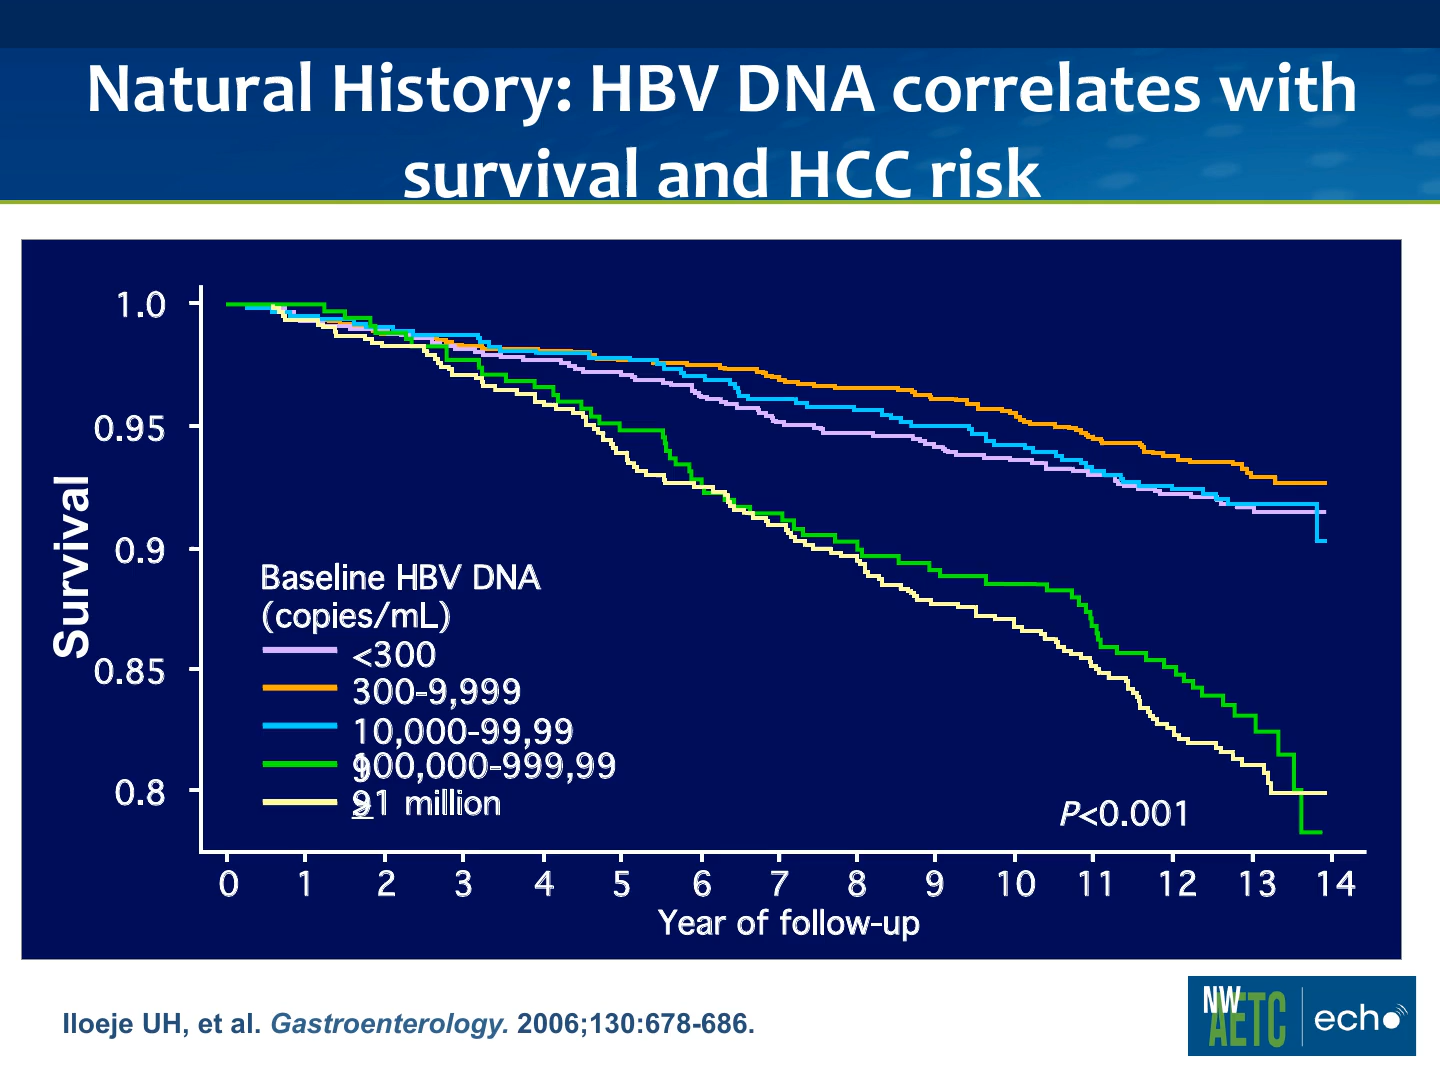 Natural History: HBV DNA correlates with
survival and HCC risk
1.0
0.95
0.9
0.85
0.8
Survival
Baseline HBV DNA
(copies/mL)
<300
300-9,999
10,000-99,99
9
100,000-999,99
9
≥1 million
P<0.001
0 1 2 3 4 5 6 7 8 9 10 11 12 13 14
Year of follow-up
Iloeje UH, et al. Gastroenterology. 2006;130:678-686.
NW
AETC
echo